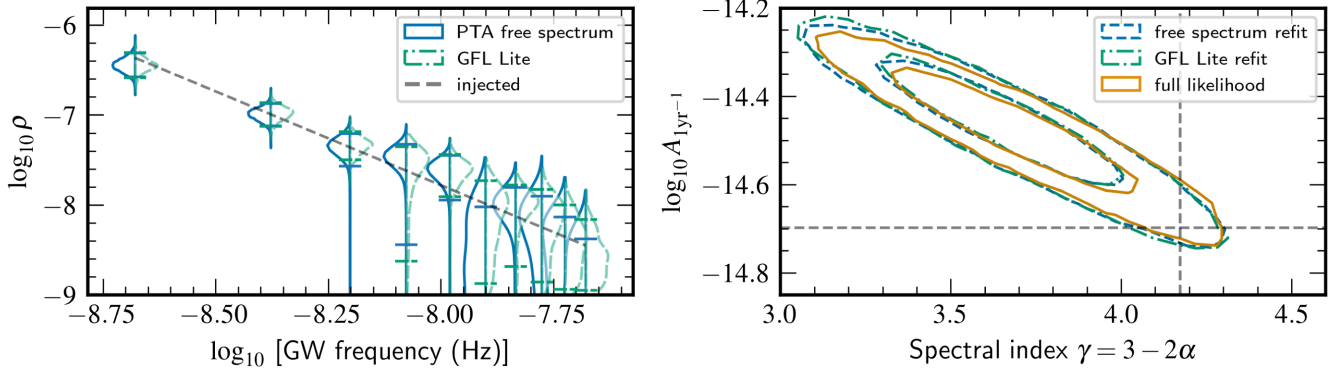 −6
−7
−8
−9
log₁₀ ρ
−8.75
−8.50
−8.25
−8.00
−7.75
log₁₀ [GW frequency (Hz)]
PTA free spectrum
GFL Lite
injected
−14.2
−14.4
−14.6
−14.8
log₁₀ A₁yr⁻¹
3.0
3.5
4.0
4.5
Spectral index γ = 3 − 2α
free spectrum refit
GFL Lite refit
full likelihood